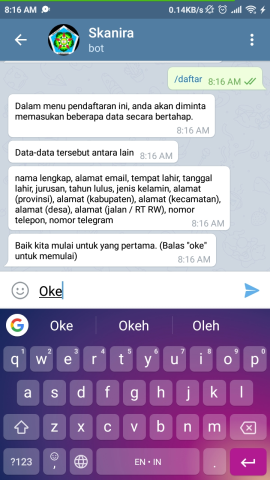 8:16 AM
0.14KB/s
Skanira
bot
/daftar 8:16 AM
Dalam menu pendaftaran ini, anda akan diminta
memasukan beberapa data secara bertahap.
8:16 AM
Data-data tersebut antara lain 8:16 AM
nama lengkap, alamat email, tempat lahir, tanggal
lahir, jurusan, tahun lulus, jenis kelamin, alamat
(provinsi), alamat (kabupaten), alamat (kecamatan),
alamat (desa), alamat (jalan / RT RW), nomor
telepon, nomor telegram 8:16 AM
Baik kita mulai untuk yang pertama. (Balas "oke"
untuk memulai) 8:16 AM
Oke
G Oke Okeh Oleh
1 2 3 4 5 6 7 8 9 0
q w e r t y u i o p
a s d f g h j k l
z x c v b n m
?123 , EN • IN .